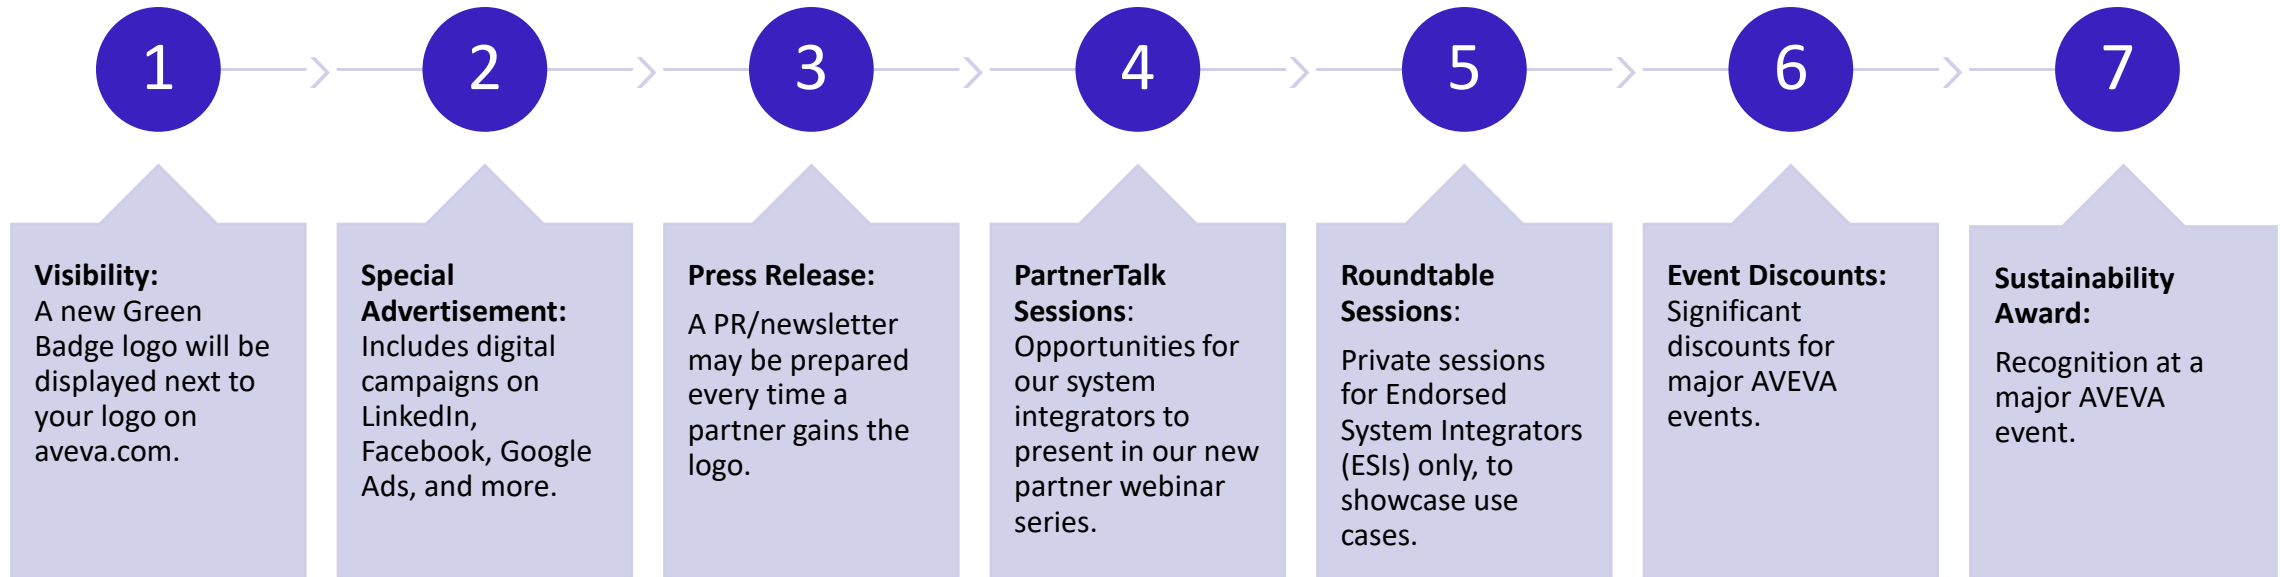 1
2
3
4
5
6
7
Visibility:
A new Green
Badge logo will be
displayed next to
your logo on
aveva.com.
Special
Advertisement:
Includes digital
campaigns on
LinkedIn,
Facebook, Google
Ads, and more.
Press Release:
A PR/newsletter
may be prepared
every time a
partner gains the
logo.
PartnerTalk
Sessions:
Opportunities for
our system
integrators to
present in our new
partner webinar
series.
Roundtable
Sessions:
Private sessions
for Endorsed
System Integrators
(ESIs) only, to
showcase use
cases.
Event Discounts:
Significant
discounts for
major AVEVA
events.
Sustainability
Award:
Recognition at a
major AVEVA
event.